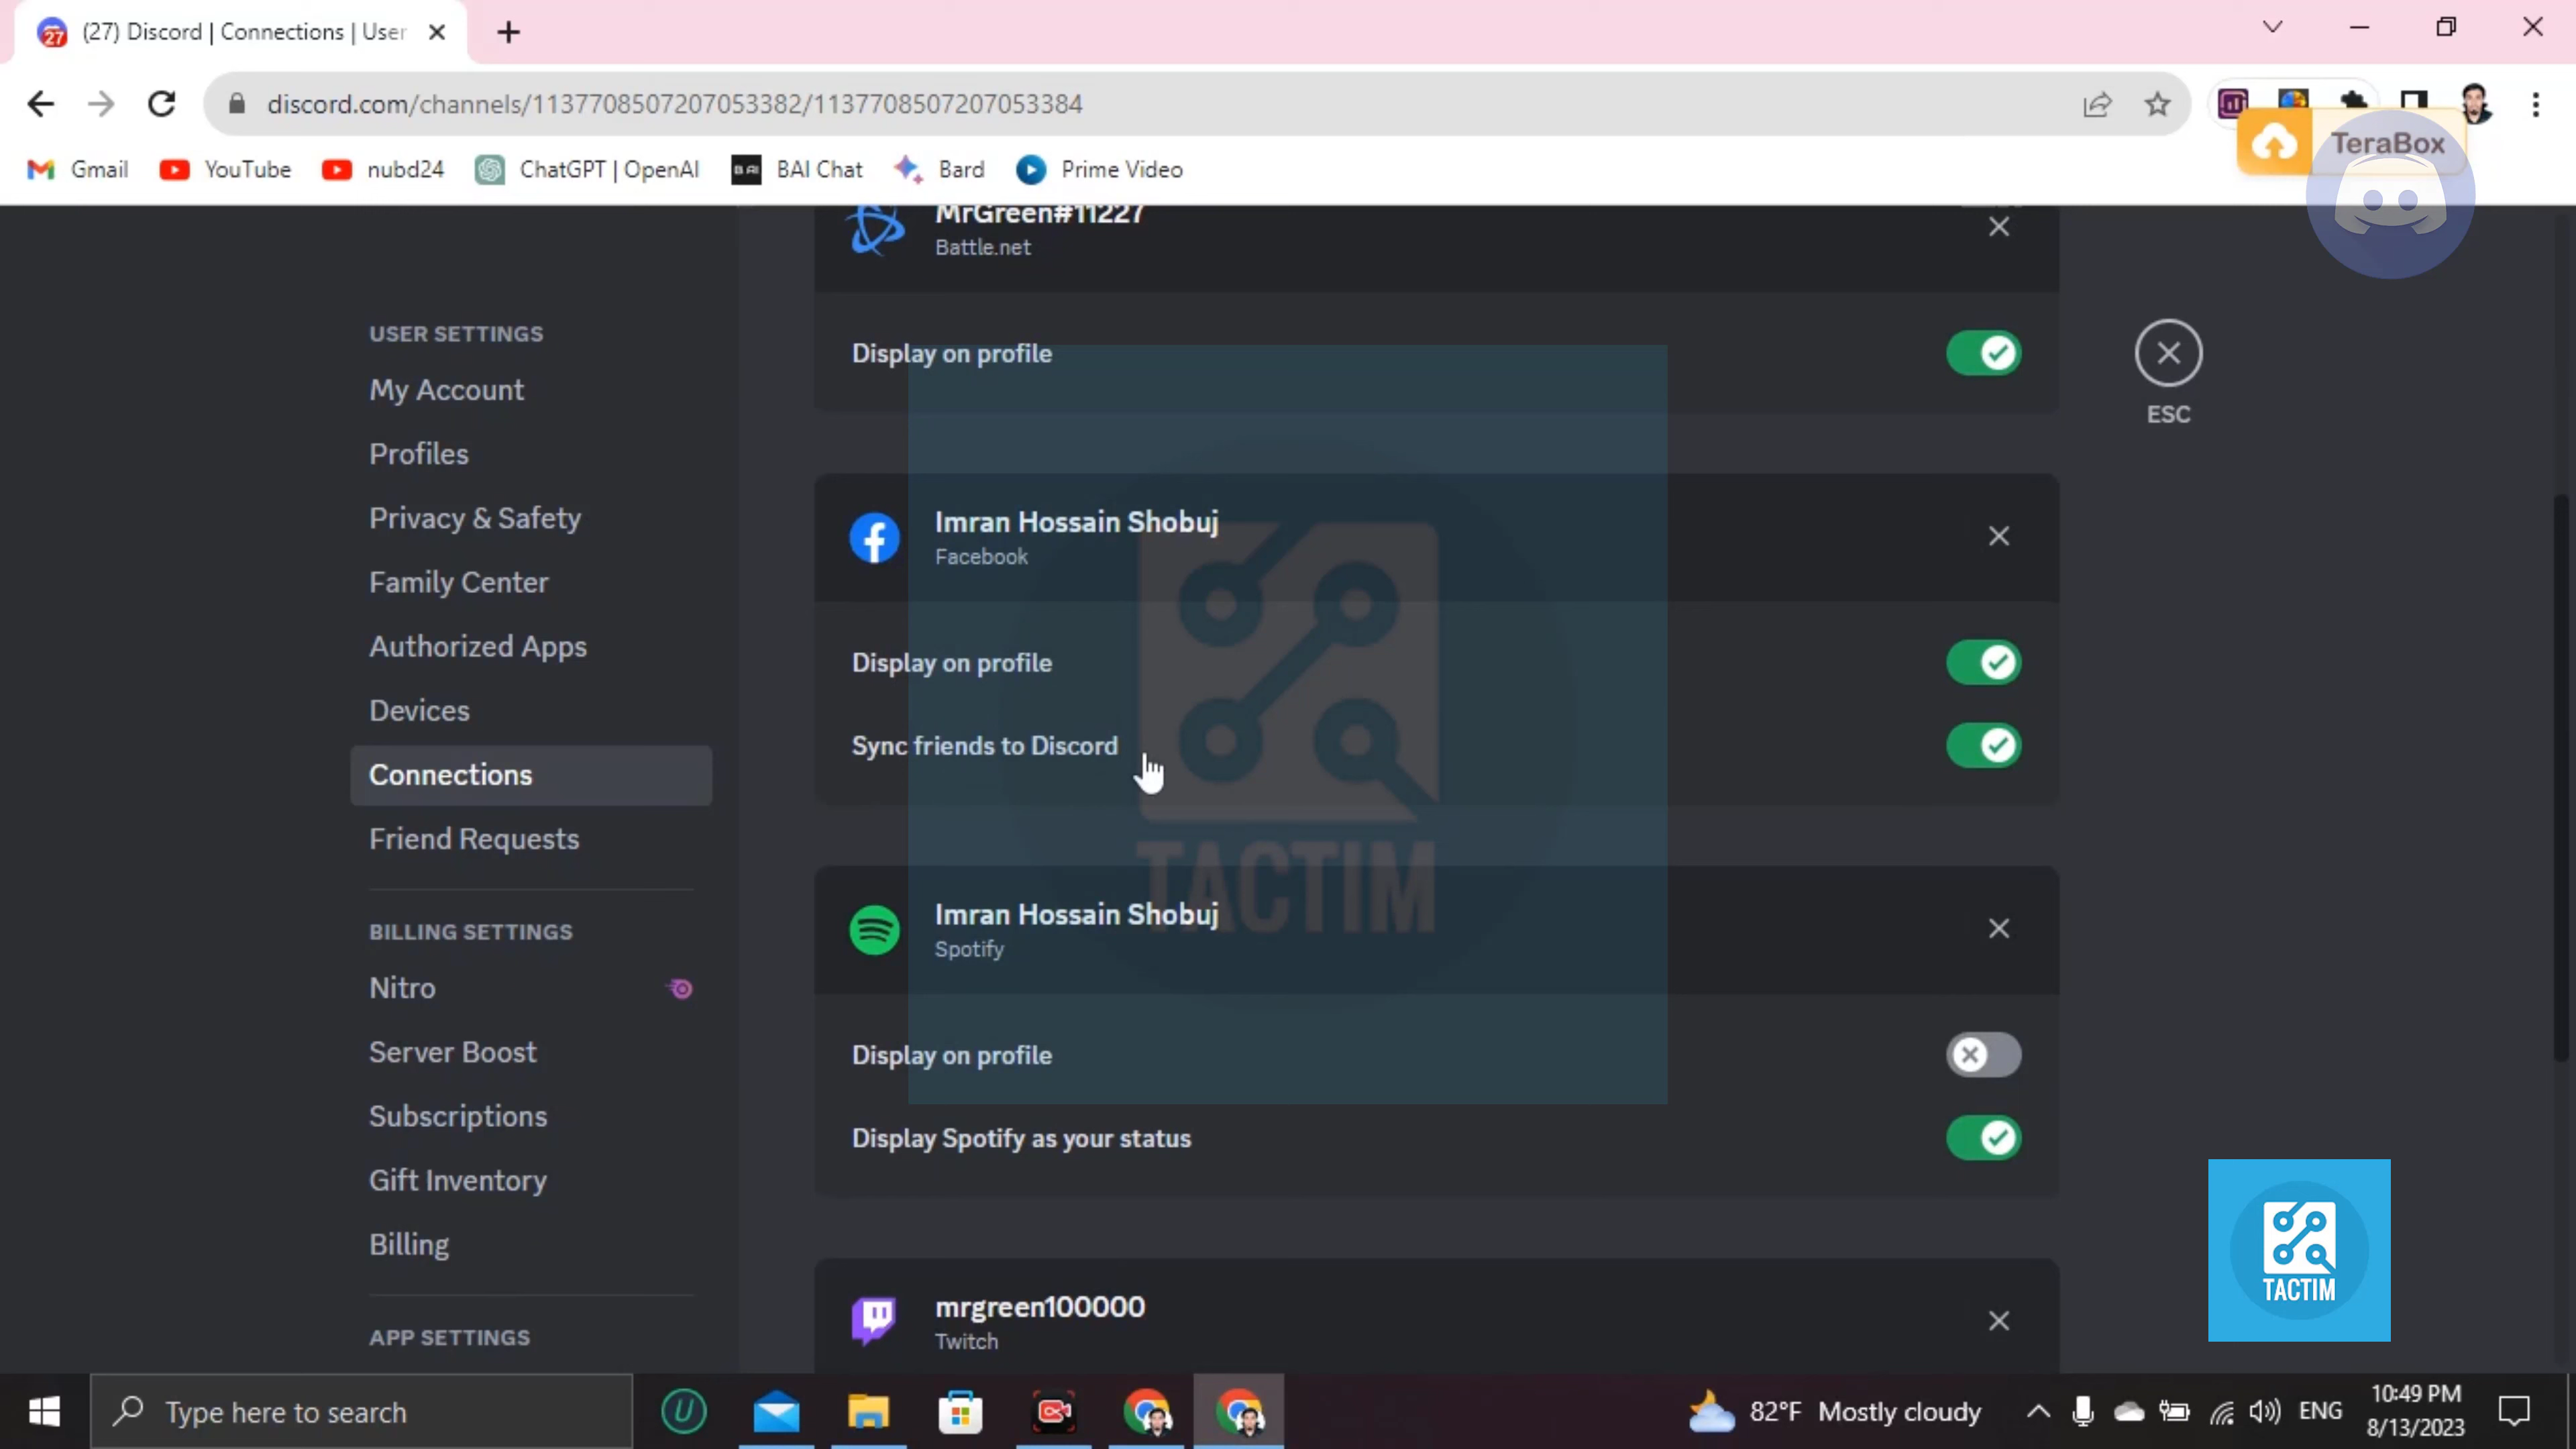 27
(27) Discord | Connections | User
discord.com/channels/1137708507207053382/1137708507207053384
Gmail
YouTube
nubd24
ChatGPT | OpenAI
BAI
BAI Chat
Bard
Prime Video
TeraBox
USER SETTINGS
My Account
Profiles
Privacy & Safety
Family Center
Authorized Apps
Devices
Connections
Friend Requests
BILLING SETTINGS
Nitro
Server Boost
Subscriptions
Gift Inventory
Billing
APP SETTINGS
MrGreen#11227
Battle.net
Display on profile
ESC
Imran Hossain Shobuj
Facebook
Display on profile
Sync friends to Discord
TACTIM
Imran Hossain Shobuj
Spotify
Display on profile
Display Spotify as your status
mrgreen100000
Twitch
TACTIM
Type here to search
82°F Mostly cloudy
ENG
10:49 PM
8/13/2023